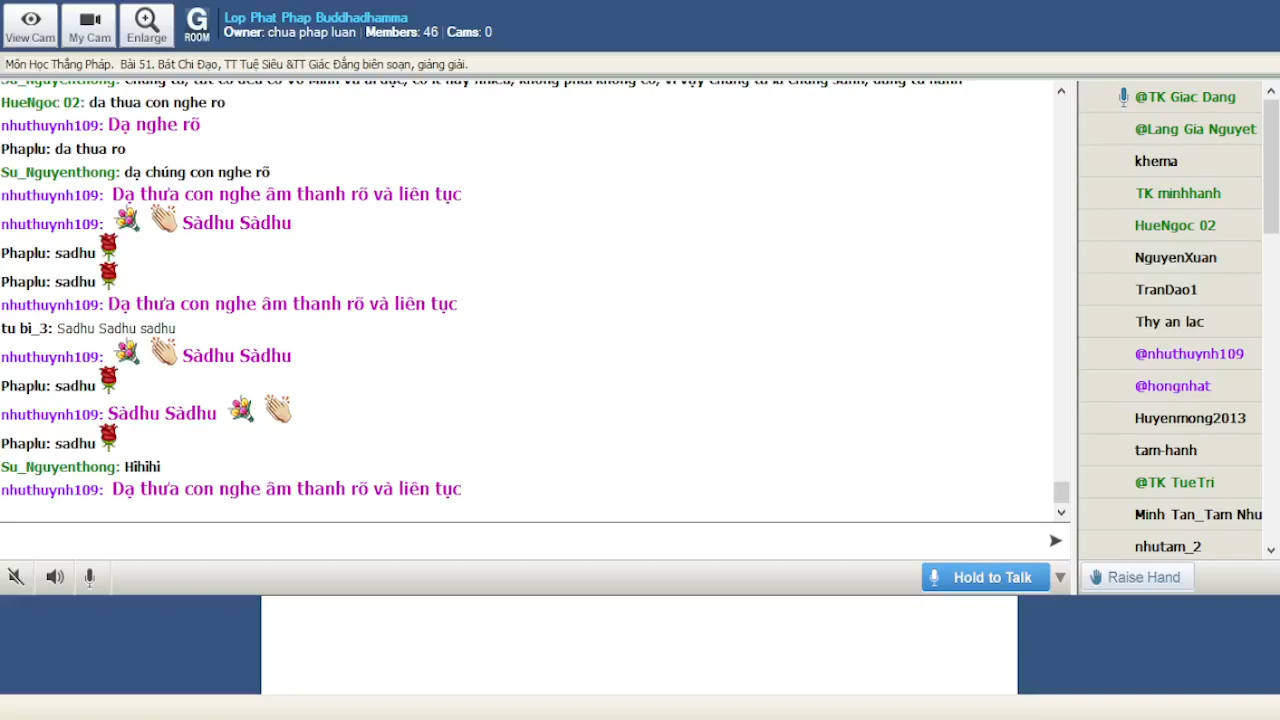 View Cam
My Cam
Enlarge
G
ROOM
Lop Phat Phap Buddhadhamma
Owner: chua phap luan | Members: 46 | Cams: 0
Môn Học Thắng Pháp. Bài 51. Bát Chi Đạo, TT Tuệ Siêu &TT Giác Đẳng biên soạn, giảng giải.
HueNgoc 02: da thua con nghe ro
nhuthuynh109: Dạ nghe rõ
Phaplu: da thua ro
Su_Nguyenthong: dạ chúng con nghe rõ
nhuthuynh109: Dạ thưa con nghe âm thanh rõ và liên tục
nhuthuynh109: Sàdhu Sàdhu
Phaplu: sadhu
Phaplu: sadhu
nhuthuynh109: Dạ thưa con nghe âm thanh rõ và liên tục
tu bi_3: Sadhu Sadhu sadhu
nhuthuynh109: Sàdhu Sàdhu
Phaplu: sadhu
nhuthuynh109: Sàdhu Sàdhu
Phaplu: sadhu
Su_Nguyenthong: Hihihi
nhuthuynh109: Dạ thưa con nghe âm thanh rõ và liên tục
@TK Giac Dang
@Lang Gia Nguyet
khema
TK minhhanh
HueNgoc 02
NguyenXuan
TranDao1
Thy an lac
@nhuthuynh109
@hongnhat
Huyenmong2013
tam-hanh
@TK TueTri
Minh Tan_Tam Nhu
nhutam_2
Hold to Talk
Raise Hand